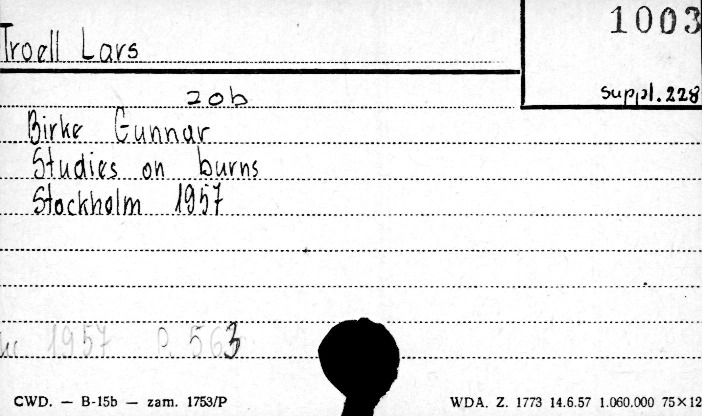 1003
Troell Lars
suppl. 228
zob
Birke Gunnar
Studies on burns
Stockholm 1957
1957 P. 563
CWD. — B-15b — zam. 1753/P
WDA. Z. 1773 14.6.57 1.060.000 75×12